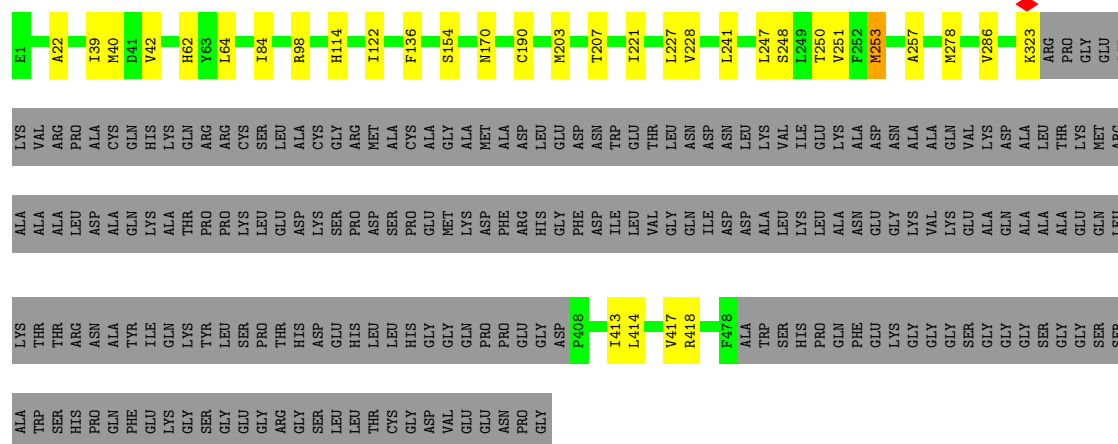 E1 A22 I39 M40 D41 V42 H62 Y63 L64 I84 R98 H114 I122 F136 S154 N170 C190 M203 T207 I221 L227 V228 L241 L247 S248 L249 T250 V251 F252 M253 A257 M278 V286 K323 ARG PRO GLY GLU
LYS VAL ARG PRO ALA CYS GLN HIS LYS GLN ARG ARG CYS SER LEU ALA CYS GLY ARG MET ALA CYS ALA GLY ALA MET ALA ASP LEU GLU ASP ASN TRP GLU THR LEU ASN ASP ASN LEU LYS VAL ILE GLU LYS ALA ASP ASN ALA ALA GLN VAL LYS ASP ALA LEU THR LYS MET ARG
ALA ALA ALA LEU ASP ALA GLN LYS ALA THR PRO PRO LYS LEU GLU ASP LYS SER PRO ASP SER PRO GLU MET LYS ASP PHE ARG HIS GLY PHE ASP ILE LEU VAL GLY GLN ILE ASP ASP ALA LEU LYS LEU ALA ASN GLU GLY LYS VAL LYS GLU ALA GLN ALA ALA ALA GLU GLN LEU
LYS THR THR ARG ASN ALA TYR ILE GLN LYS TYR LEU SER PRO THR HIS ASP GLU HIS LEU LEU HIS GLY GLY GLN PRO PRO GLU GLY ASP P408 I413 L414 V417 R418 F478 ALA TRP SER HIS PRO GLN PHE GLU LYS GLY GLY GLY SER GLY GLY GLY SER GLY GLY SER SER
ALA TRP SER HIS PRO GLN PHE GLU LYS GLY SER GLY GLU GLY ARG GLY SER LEU LEU THR CYS GLY ASP VAL GLU GLU ASN PRO GLY